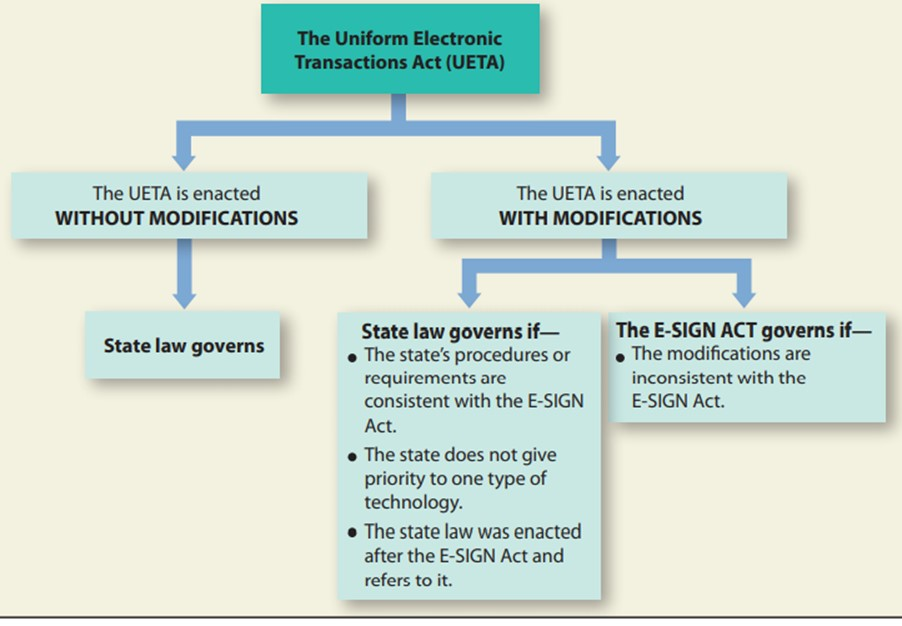 The Uniform Electronic
Transactions Act (UETA)
The UETA is enacted
WITHOUT MODIFICATIONS
The UETA is enacted
WITH MODIFICATIONS
State law governs
State law governs if—
• The state's procedures or
requirements are
consistent with the E-SIGN
Act.
• The state does not give
priority to one type of
technology.
• The state law was enacted
after the E-SIGN Act and
refers to it.
The E-SIGN ACT governs if—
• The modifications are
inconsistent with the
E-SIGN Act.